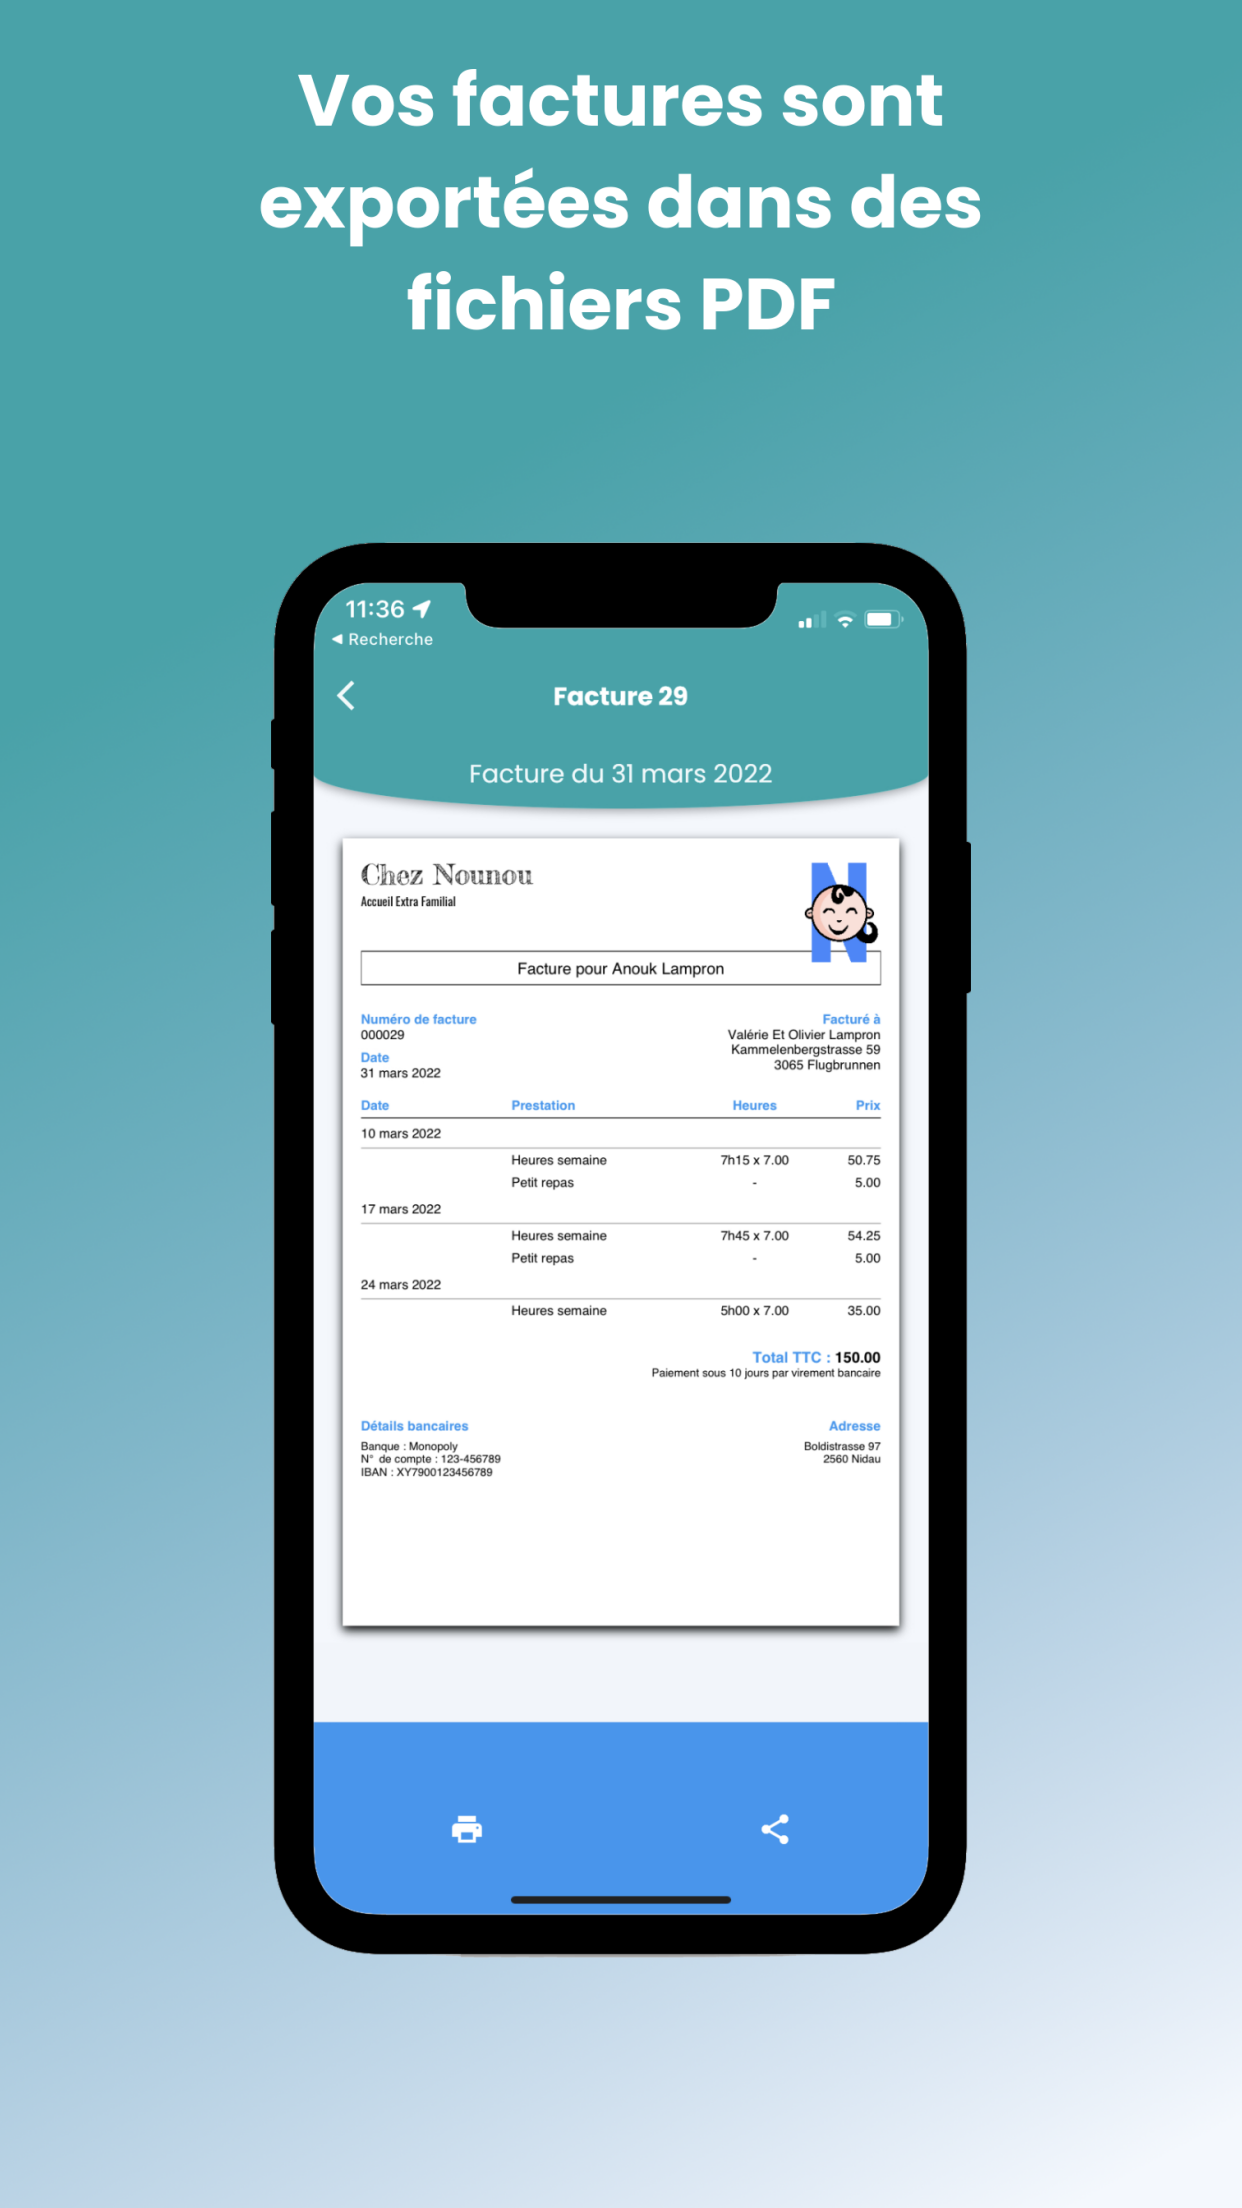 Vos factures sont
exportées dans des
fichiers PDF
11:36
◀ Recherche
Facture 29
Facture du 31 mars 2022
Chez Nounou
Accueil Extra Familial
N
Facture pour Anouk Lampron
Numéro de facture
000029
Date
31 mars 2022
Facturé à
Valérie Et Olivier Lampron
Kammelenbergstrasse 59
3065 Flugbrunnen
Date Prestation Heures Prix
10 mars 2022
Heures semaine 7h15 x 7.00 50.75
Petit repas - 5.00
17 mars 2022
Heures semaine 7h45 x 7.00 54.25
Petit repas - 5.00
24 mars 2022
Heures semaine 5h00 x 7.00 35.00
Total TTC : 150.00
Paiement sous 10 jours par virement bancaire
Détails bancaires
Banque : Monopoly
N° de compte : 123-456789
IBAN : XY7900123456789
Adresse
Boldistrasse 97
2560 Nidau